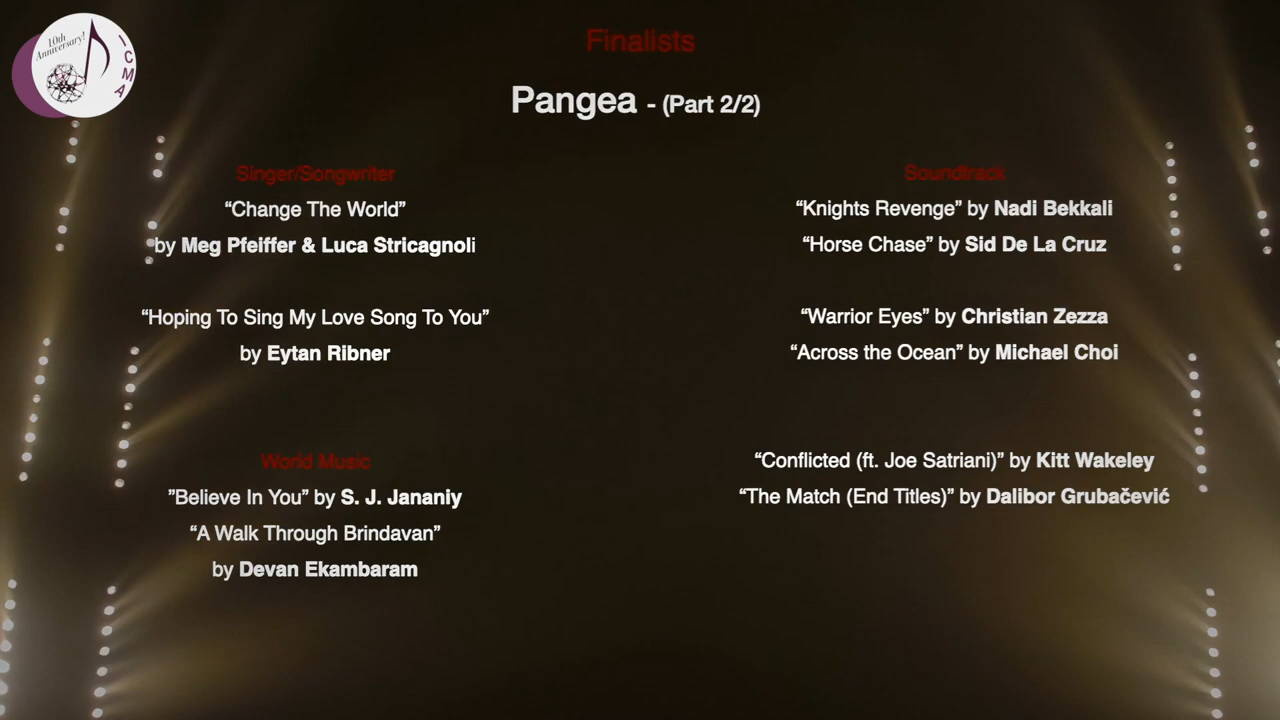 10th
Anniversary!
ICMA
Finalists
Pangea - (Part 2/2)
Singer/Songwriter
“Change The World”
by Meg Pfeiffer & Luca Stricagnoli
“Hoping To Sing My Love Song To You”
by Eytan Ribner
World Music
”Believe In You” by S. J. Jananiy
“A Walk Through Brindavan”
by Devan Ekambaram
Soundtrack
“Knights Revenge” by Nadi Bekkali
“Horse Chase” by Sid De La Cruz
“Warrior Eyes” by Christian Zezza
“Across the Ocean” by Michael Choi
“Conflicted (ft. Joe Satriani)” by Kitt Wakeley
“The Match (End Titles)” by Dalibor Grubačević